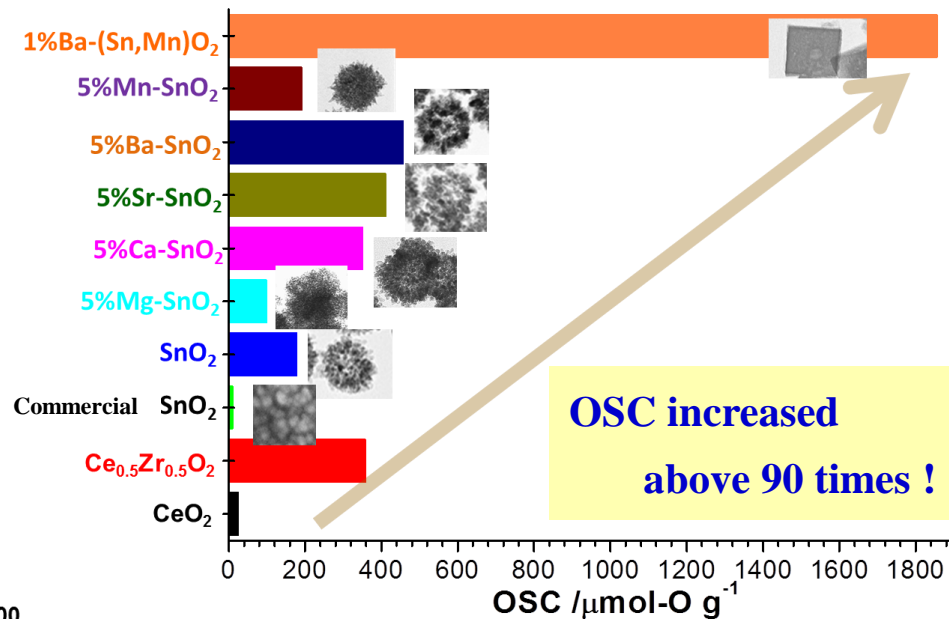 1%Ba-(Sn,Mn)O₂
5%Mn-SnO₂
5%Ba-SnO₂
5%Sr-SnO₂
5%Ca-SnO₂
5%Mg-SnO₂
SnO₂
Commercial SnO₂
Ce₀.₅Zr₀.₅O₂
CeO₂
OSC increased
above 90 times !
0 200 400 600 800 1000 1200 1400 1600 1800
OSC /μmol-O g⁻¹